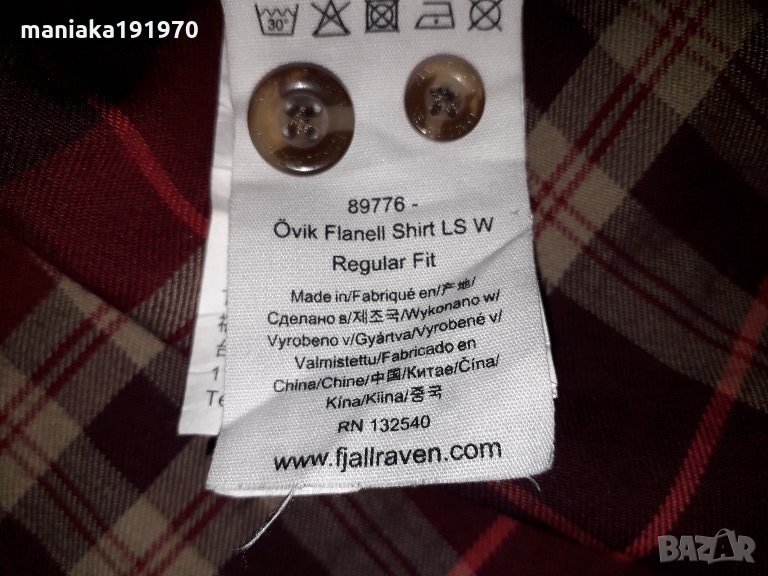 maniaka191970
30°
89776 -
Övik Flanell Shirt LS W
Regular Fit
Made in/Fabriqué en/产地/
Сделано в/제조국/Wykonano w/
Vyrobeno v/Gyártva/Vyrobené v/
Valmistettu/Fabricado en
China/Chine/中国/Китае/Čína/
Kína/Kiina/중국
RN 132540
www.fjallraven.com
BAZAR